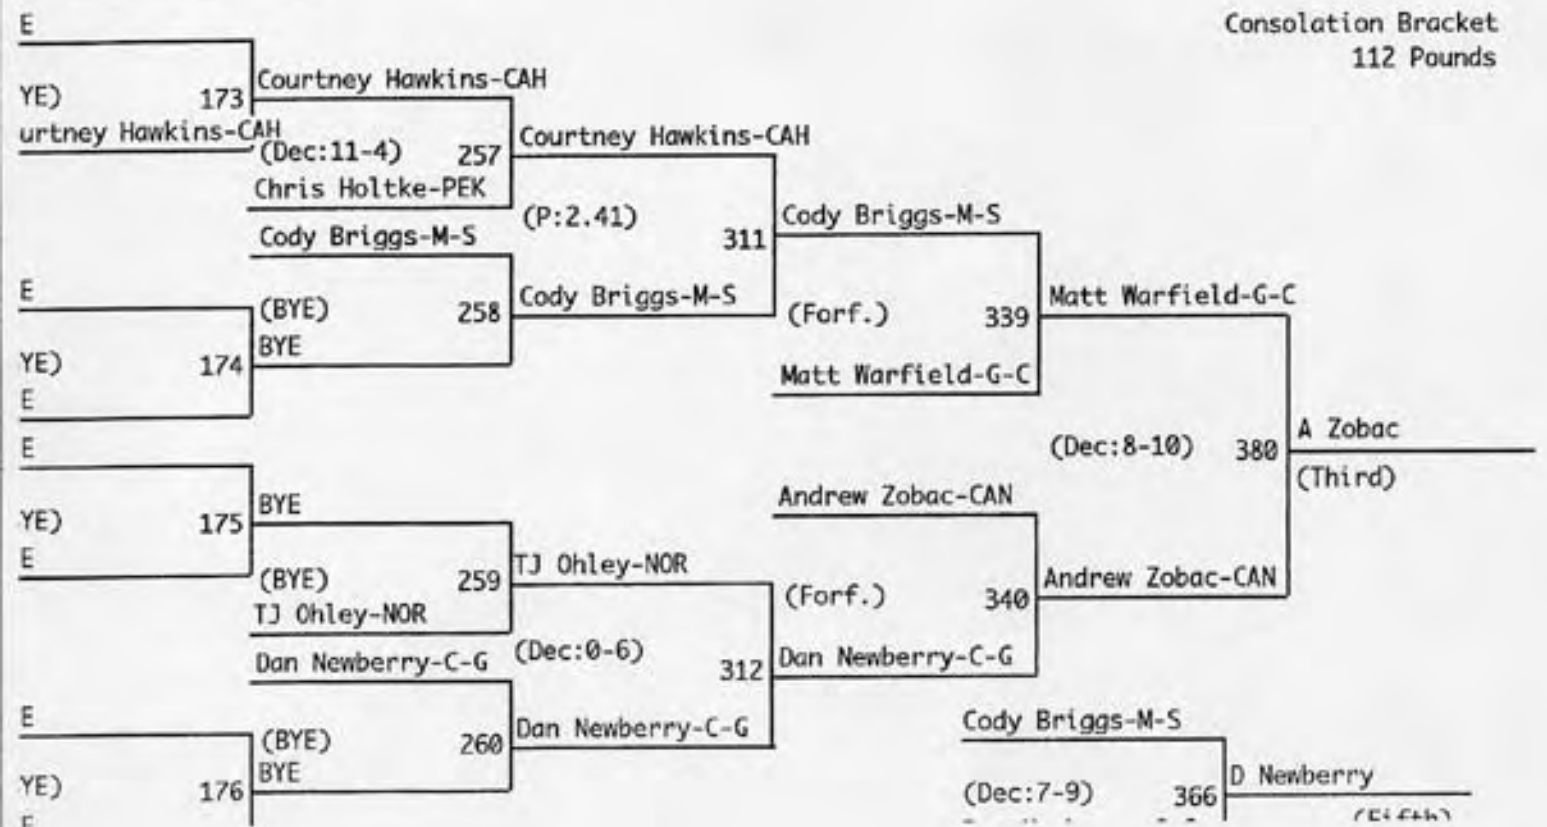 Consolation Bracket
112 Pounds
E
YE) 173
urtney Hawkins-CAH
Courtney Hawkins-CAH
(Dec:11-4) 257
Chris Holtke-PEK
Courtney Hawkins-CAH
(P:2.41) 311
Cody Briggs-M-S
(BYE) 258
BYE
Cody Briggs-M-S
E
YE) 174
E
Cody Briggs-M-S
(Forf.) 339
Matt Warfield-G-C
Matt Warfield-G-C
(Dec:8-10) 380
A Zobac
(Third)
E
YE) 175
E
BYE
(BYE) 259
TJ Ohley-NOR
TJ Ohley-NOR
(Dec:0-6) 312
Dan Newberry-C-G
(BYE) 260
BYE
Dan Newberry-C-G
E
YE) 176
Andrew Zobac-CAN
(Forf.) 340
Dan Newberry-C-G
Andrew Zobac-CAN
Cody Briggs-M-S
(Dec:7-9) 366
D Newberry
(Fifth)